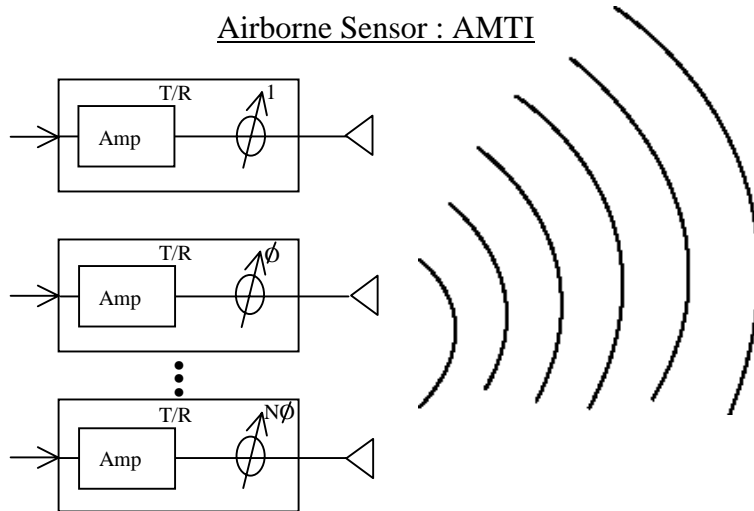 Airborne Sensor : AMTI
T/R
1
Amp
T/R
Ø
Amp
T/R
NØ
Amp